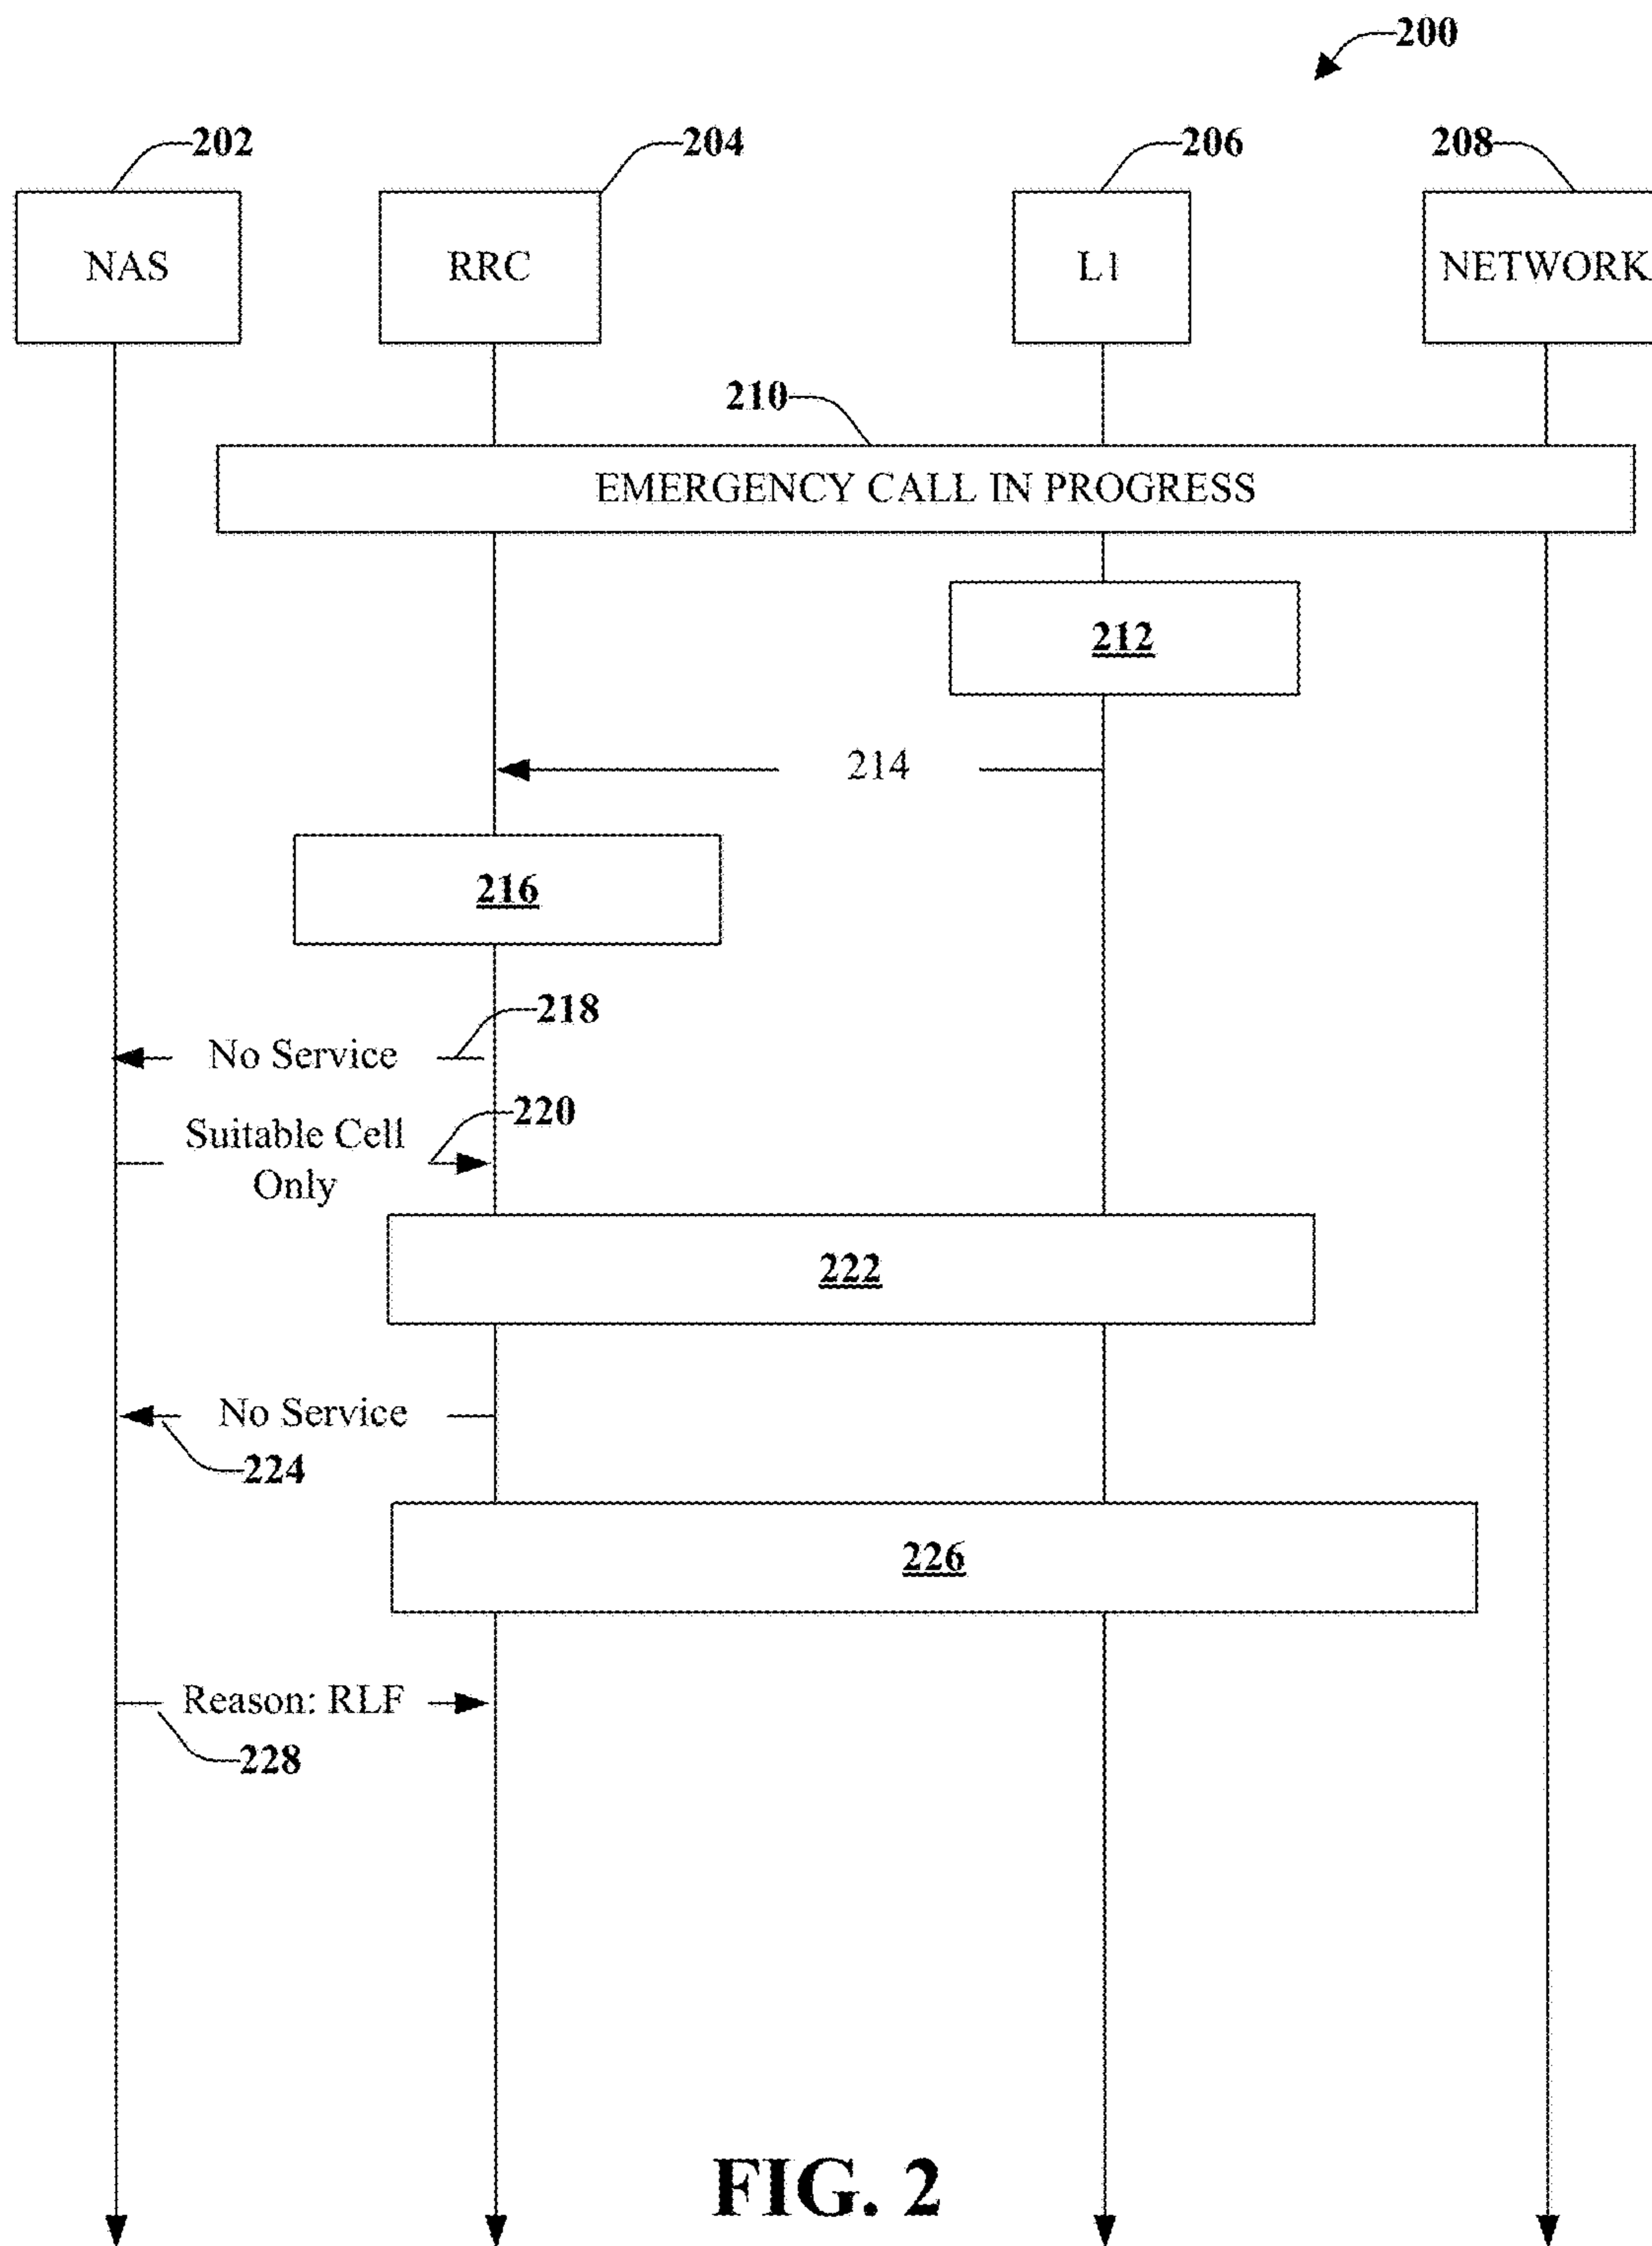 200
202
204
206
208
NAS
RRC
L1
NETWORK
210
EMERGENCY CALL IN PROGRESS
212
214
216
218
No Service
220
Suitable Cell
Only
222
No Service
224
226
Reason: RLF
228
FIG. 2